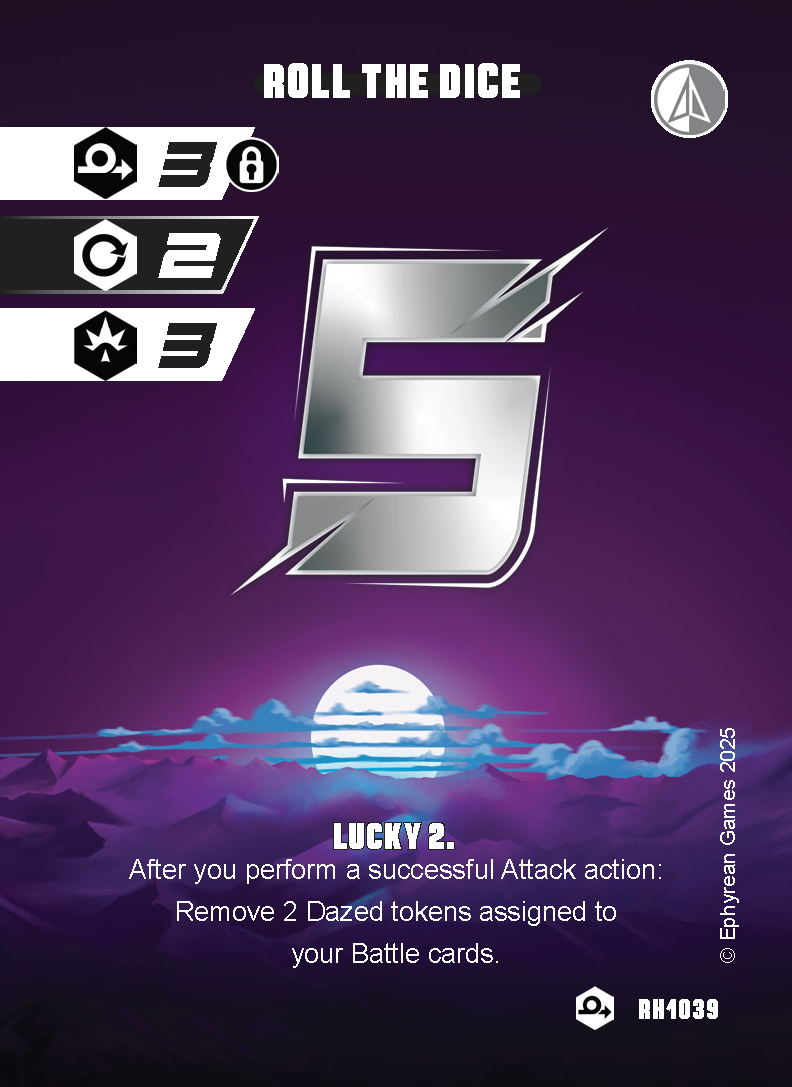 ROLL THE DICE
3
2
3
5
LUCKY 2.
After you perform a successful Attack action:
Remove 2 Dazed tokens assigned to
your Battle cards.
© Ephyrean Games 2025
RH1039